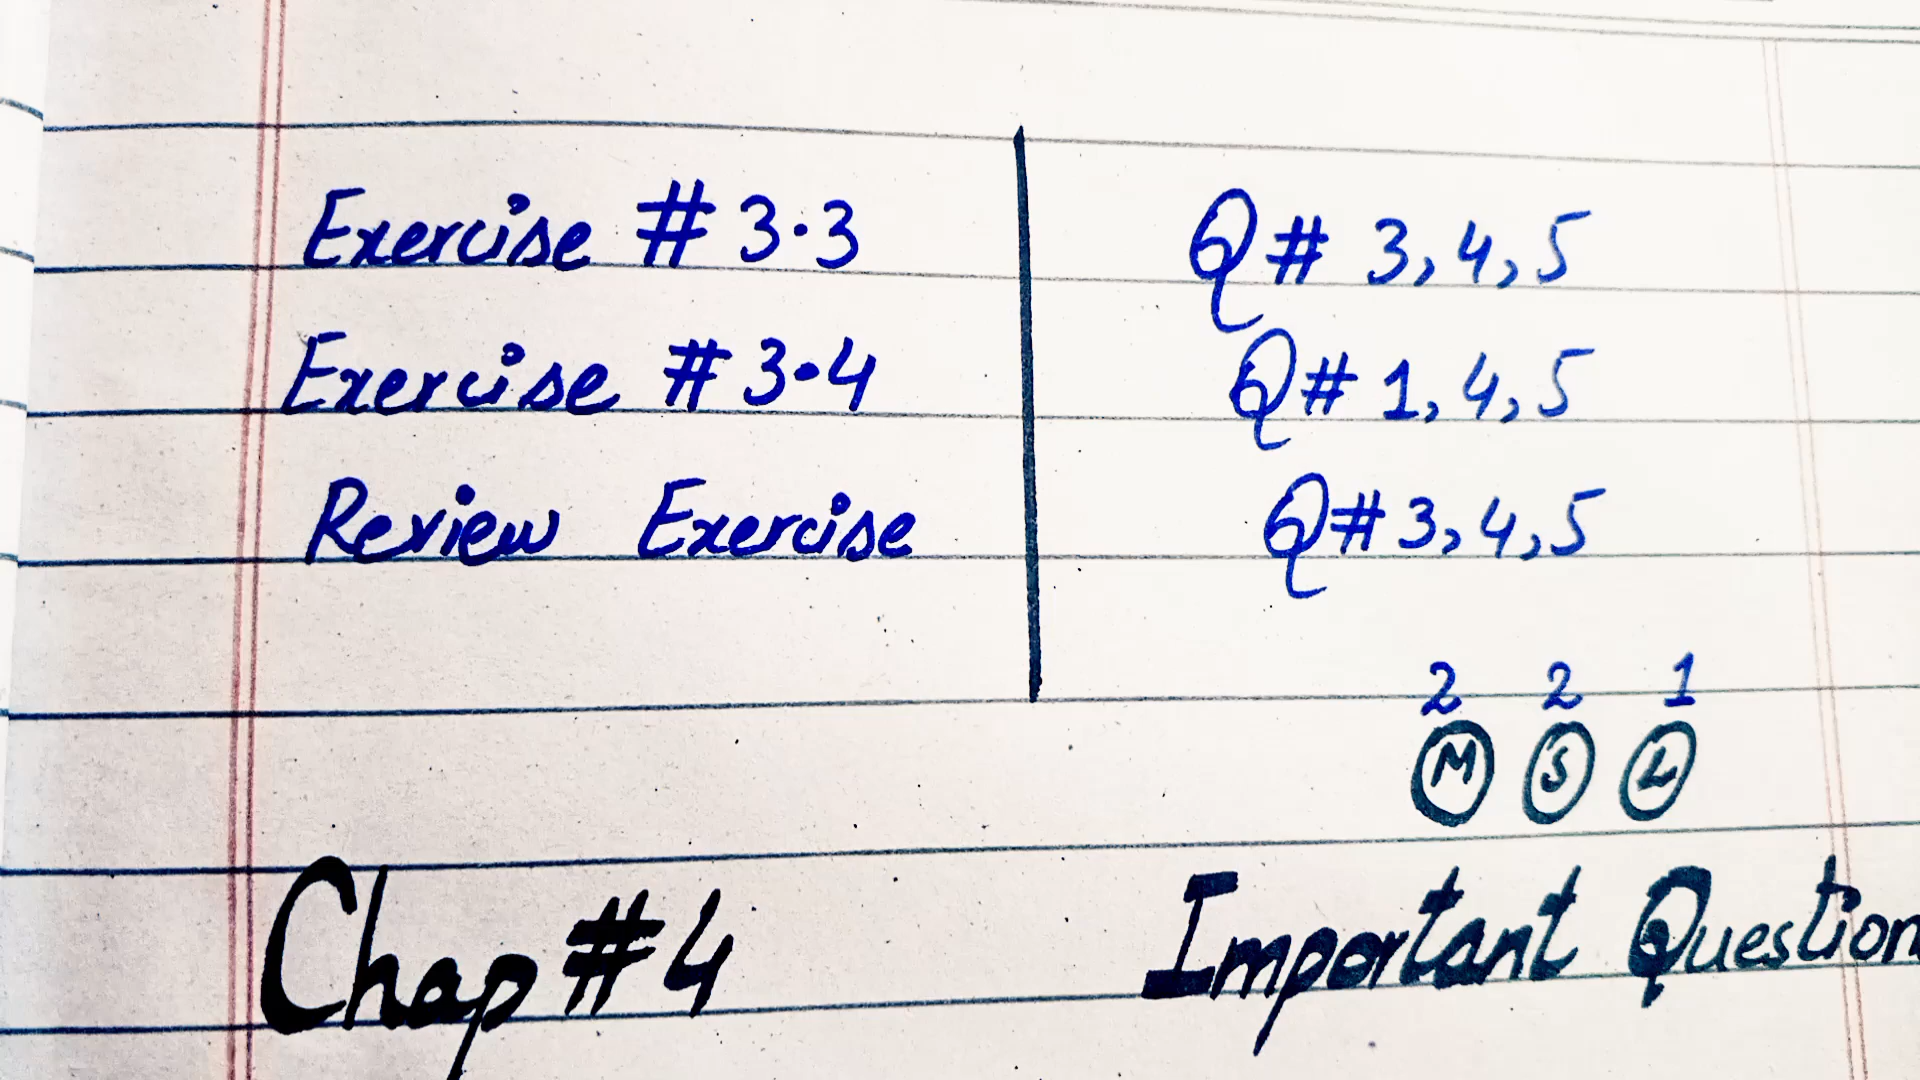 Exercise # 3.3 Q# 3,4,5
Exercise # 3.4 Q# 1,4,5
Review Exercise Q# 3,4,5
2 2 1
M S L
Chap #4 Important Question